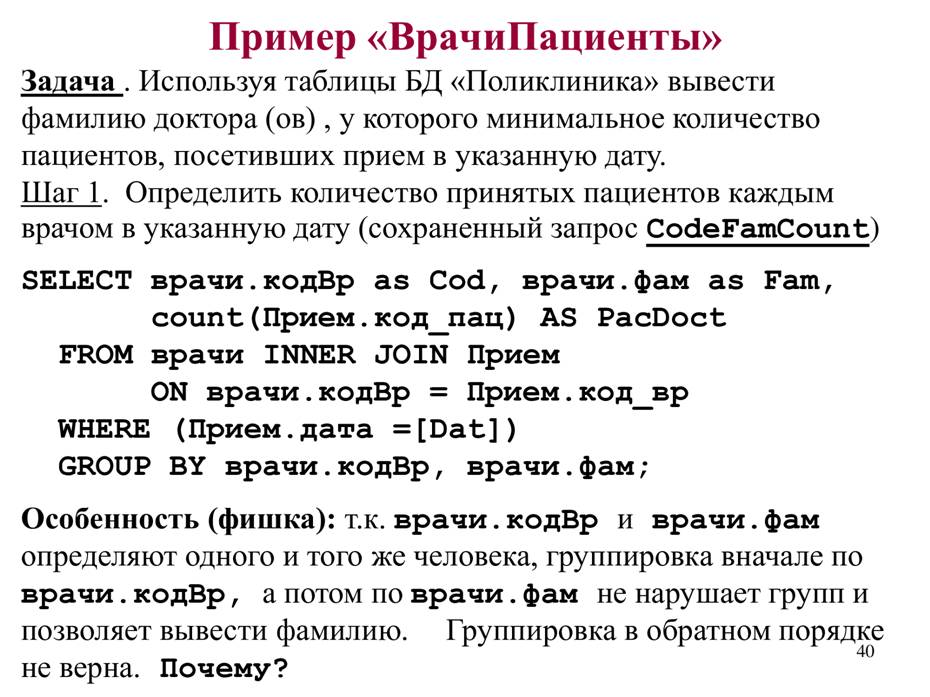 Пример «ВрачиПациенты»
Задача . Используя таблицы БД «Поликлиника» вывести
фамилию доктора (ов) , у которого минимальное количество
пациентов, посетивших прием в указанную дату.
Шаг 1.  Определить количество принятых пациентов каждым
врачом в указанную дату (сохраненный запрос CodeFamCount)
SELECT врачи.кодВр as Cod, врачи.фам as Fam,
count(Прием.код_пац) AS PacDoct
FROM врачи INNER JOIN Прием
ON врачи.кодВр = Прием.код_вр
WHERE (Прием.дата =[Dat])
GROUP BY врачи.кодВр, врачи.фам;
Особенность (фишка): т.к. врачи.кодВр и врачи.фам
определяют одного и того же человека, группировка вначале по
врачи.кодВр, а потом по врачи.фам не нарушает групп и
позволяет вывести фамилию. Группировка в обратном порядке
не верна. Почему?
40